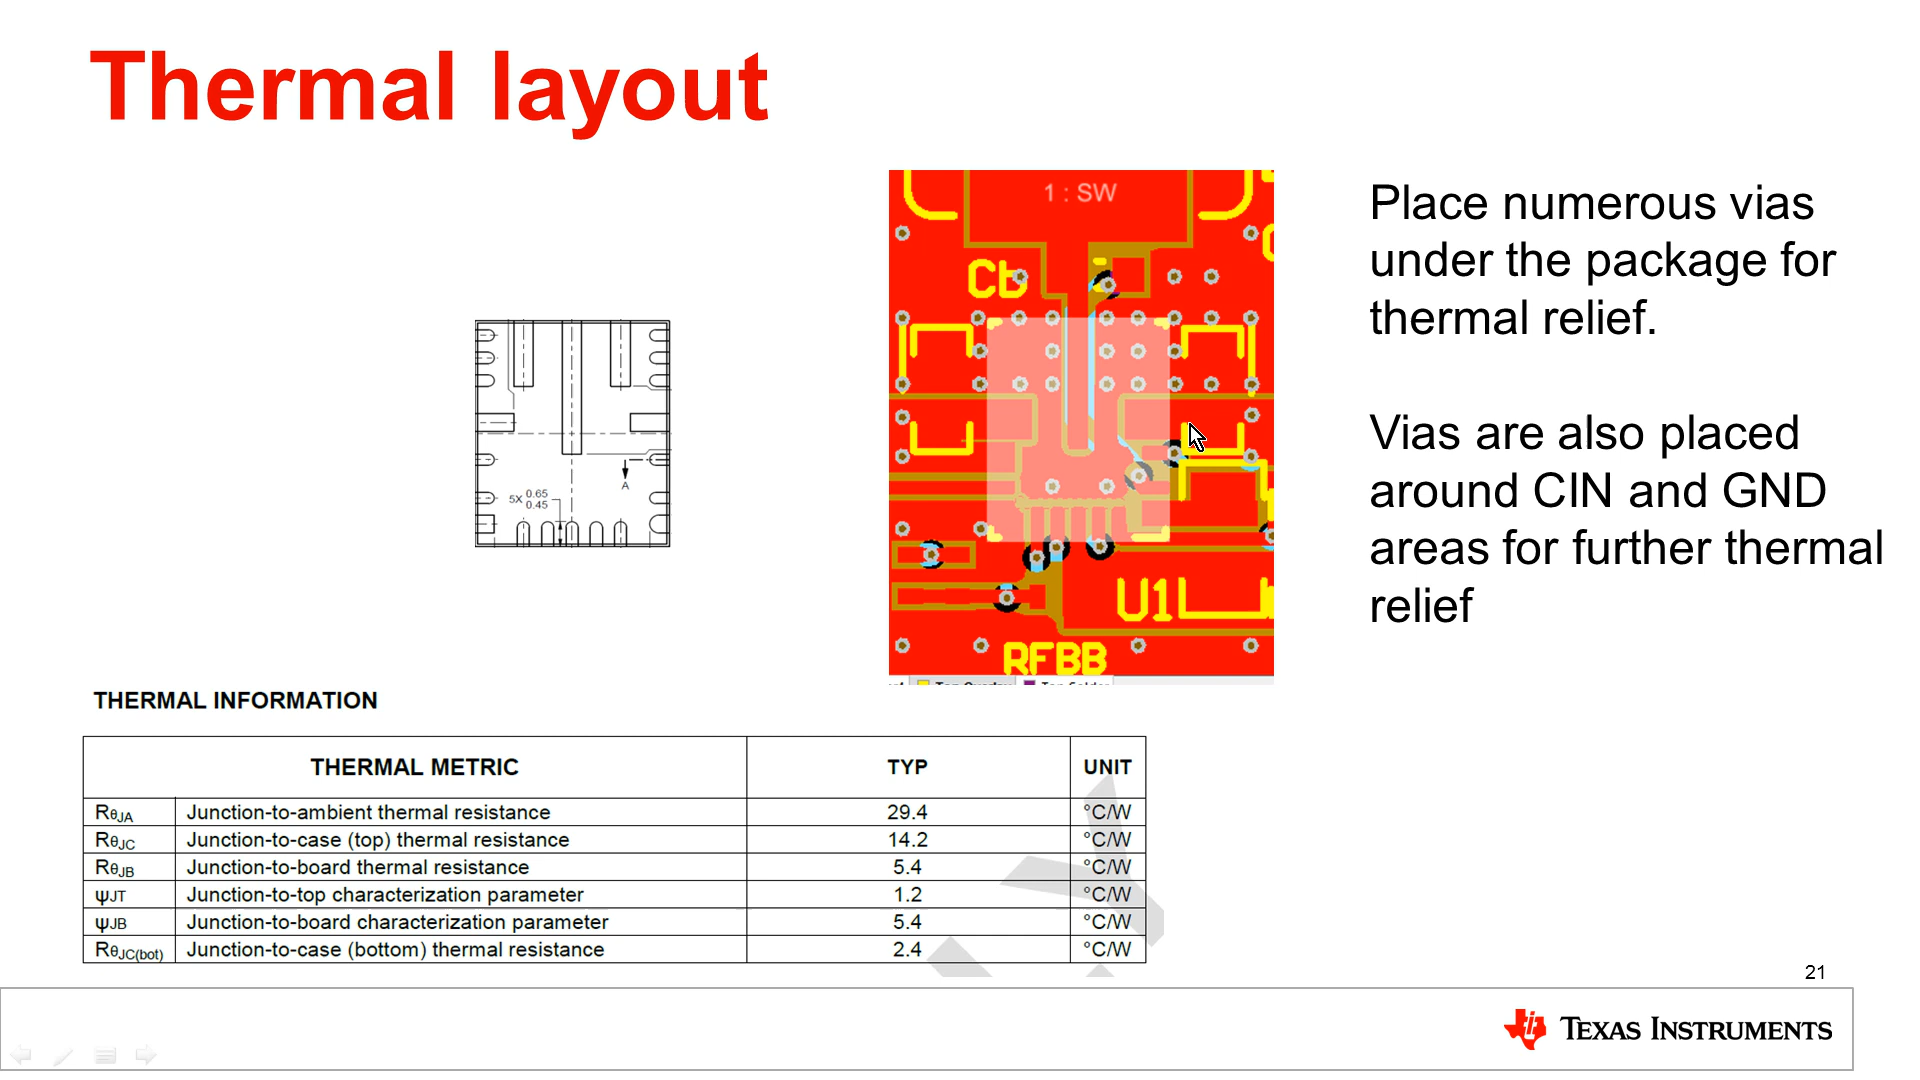 Thermal layout
1 : SW
Cb
U1
RFBB
5X 0.65
0.45
A
Place numerous vias
under the package for
thermal relief.
Vias are also placed
around CIN and GND
areas for further thermal
relief
THERMAL INFORMATION
THERMAL METRIC TYP UNIT
RθJA Junction-to-ambient thermal resistance 29.4 °C/W
RθJC Junction-to-case (top) thermal resistance 14.2 °C/W
RθJB Junction-to-board thermal resistance 5.4 °C/W
ψJT Junction-to-top characterization parameter 1.2 °C/W
ψJB Junction-to-board characterization parameter 5.4 °C/W
RθJC(bot) Junction-to-case (bottom) thermal resistance 2.4 °C/W
21
TEXAS INSTRUMENTS